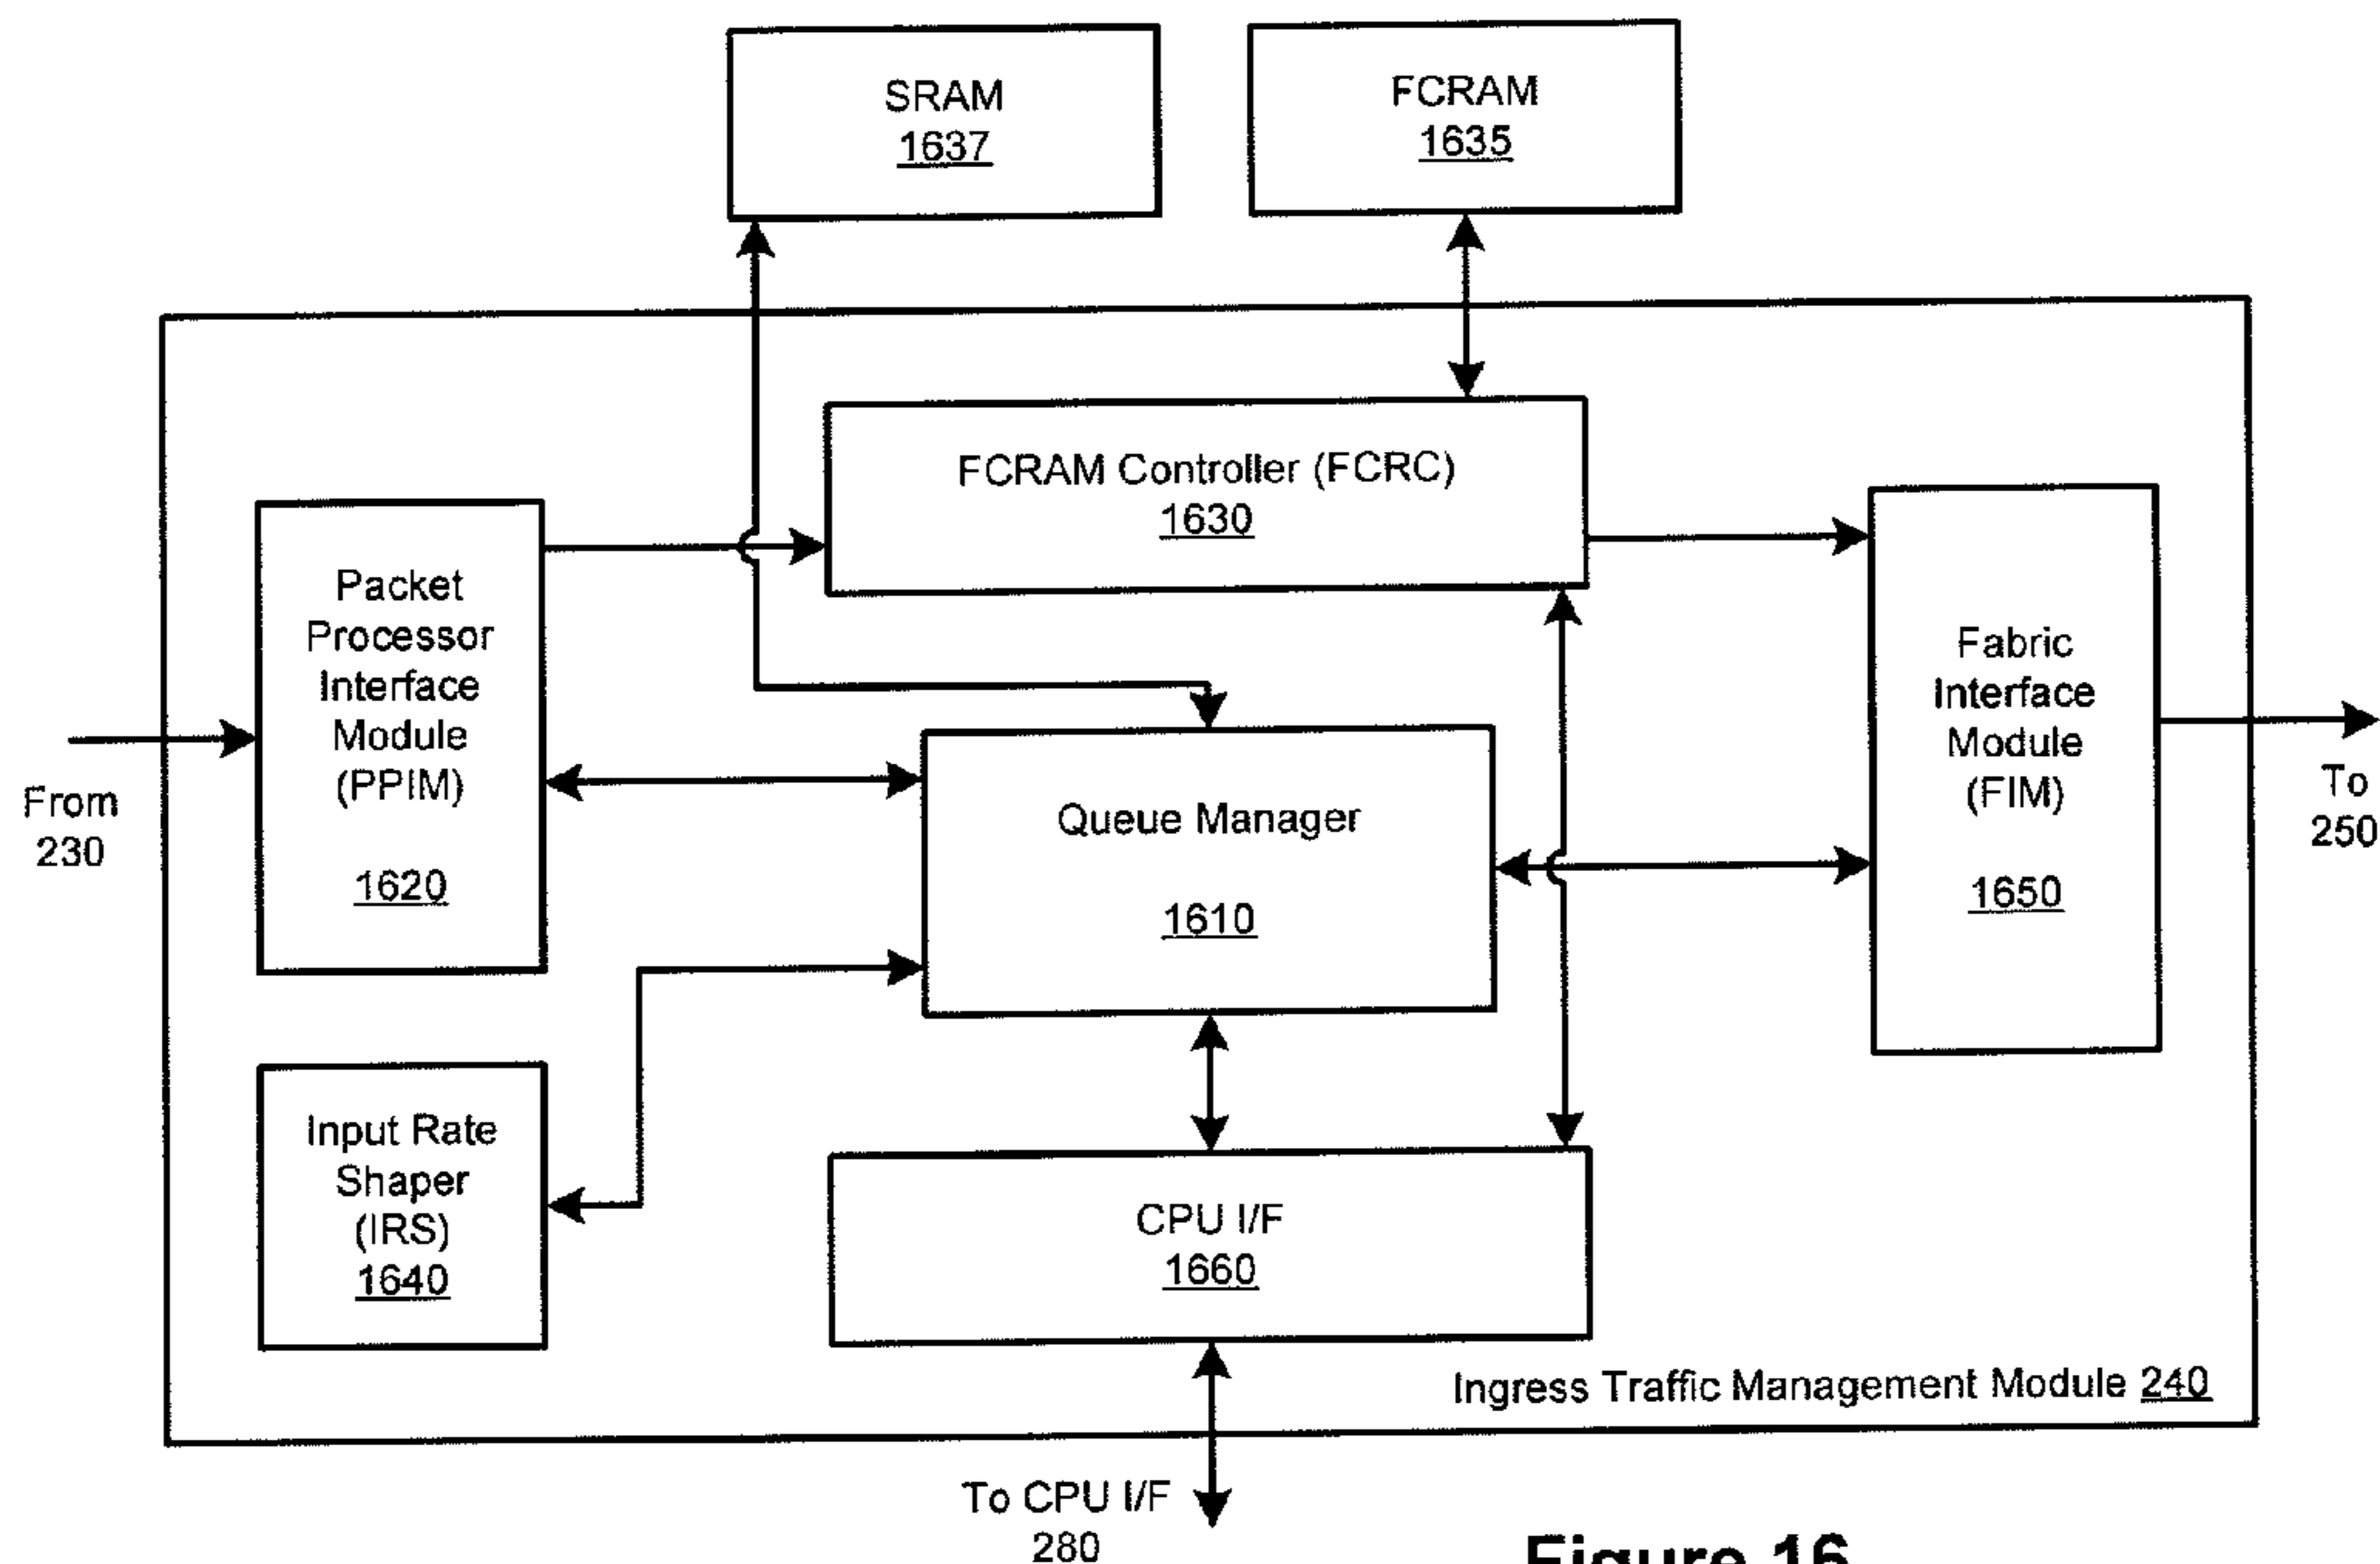 SRAM
1637
FCRAM
1635
FCRAM Controller (FCRC)
1630
Packet
Processor
Interface
Module
(PPIM)
1620
Fabric
Interface
Module
(FIM)
1650
From
230
To
250
Queue Manager
1610
Input Rate
Shaper
(IRS)
1640
CPU I/F
1660
Ingress Traffic Management Module 240
To CPU I/F
280
Figure 16